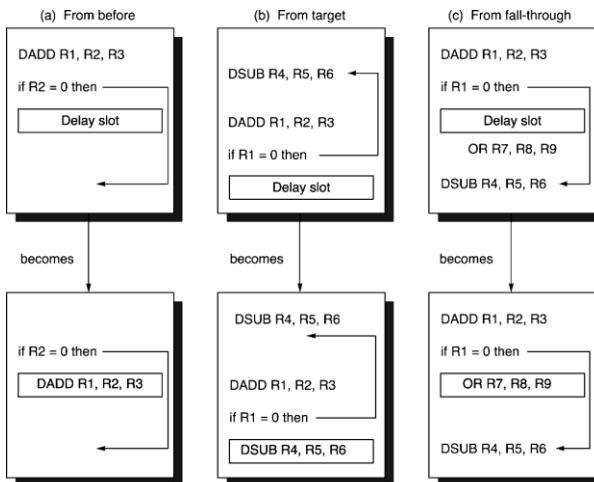 (a) From before
DADD R1, R2, R3
if R2 = 0 then
Delay slot
becomes
if R2 = 0 then
DADD R1, R2, R3
(b) From target
DSUB R4, R5, R6
DADD R1, R2, R3
if R1 = 0 then
Delay slot
becomes
DSUB R4, R5, R6
DADD R1, R2, R3
if R1 = 0 then
DSUB R4, R5, R6
(c) From fall-through
DADD R1, R2, R3
if R1 = 0 then
Delay slot
OR R7, R8, R9
DSUB R4, R5, R6
becomes
DADD R1, R2, R3
if R1 = 0 then
OR R7, R8, R9
DSUB R4, R5, R6